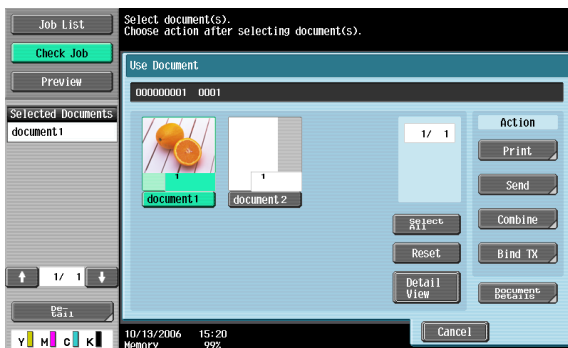 Job List
Check Job
Preview
Selected Documents
document1
1/ 1
De-
tail
Y M C K
Select document(s).
Choose action after selecting document(s).
Use Document
000000001 0001
1
document1
1
document2
1/ 1
Select
All
Reset
Detail
View
Action
Print
Send
Combine
Bind TX
Document
Details
Cancel
10/13/2006 15:20
Memory 99%